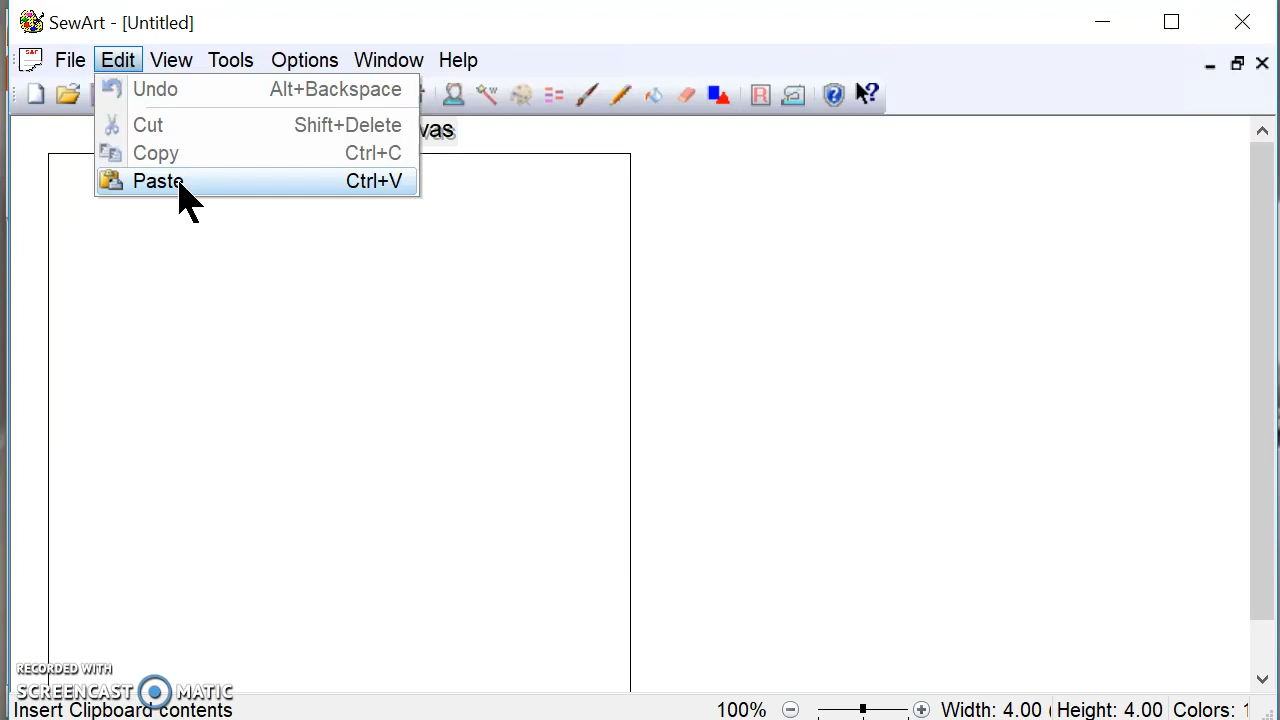 SewArt - [Untitled]
File Edit View Tools Options Window Help
Undo Alt+Backspace
Cut Shift+Delete
Copy Ctrl+C
Paste Ctrl+V
vas
RECORDED WITH
SCREENCAST MATIC
Insert Clipboard contents 100% Width: 4.00 ( Height: 4.00 Colors: 1